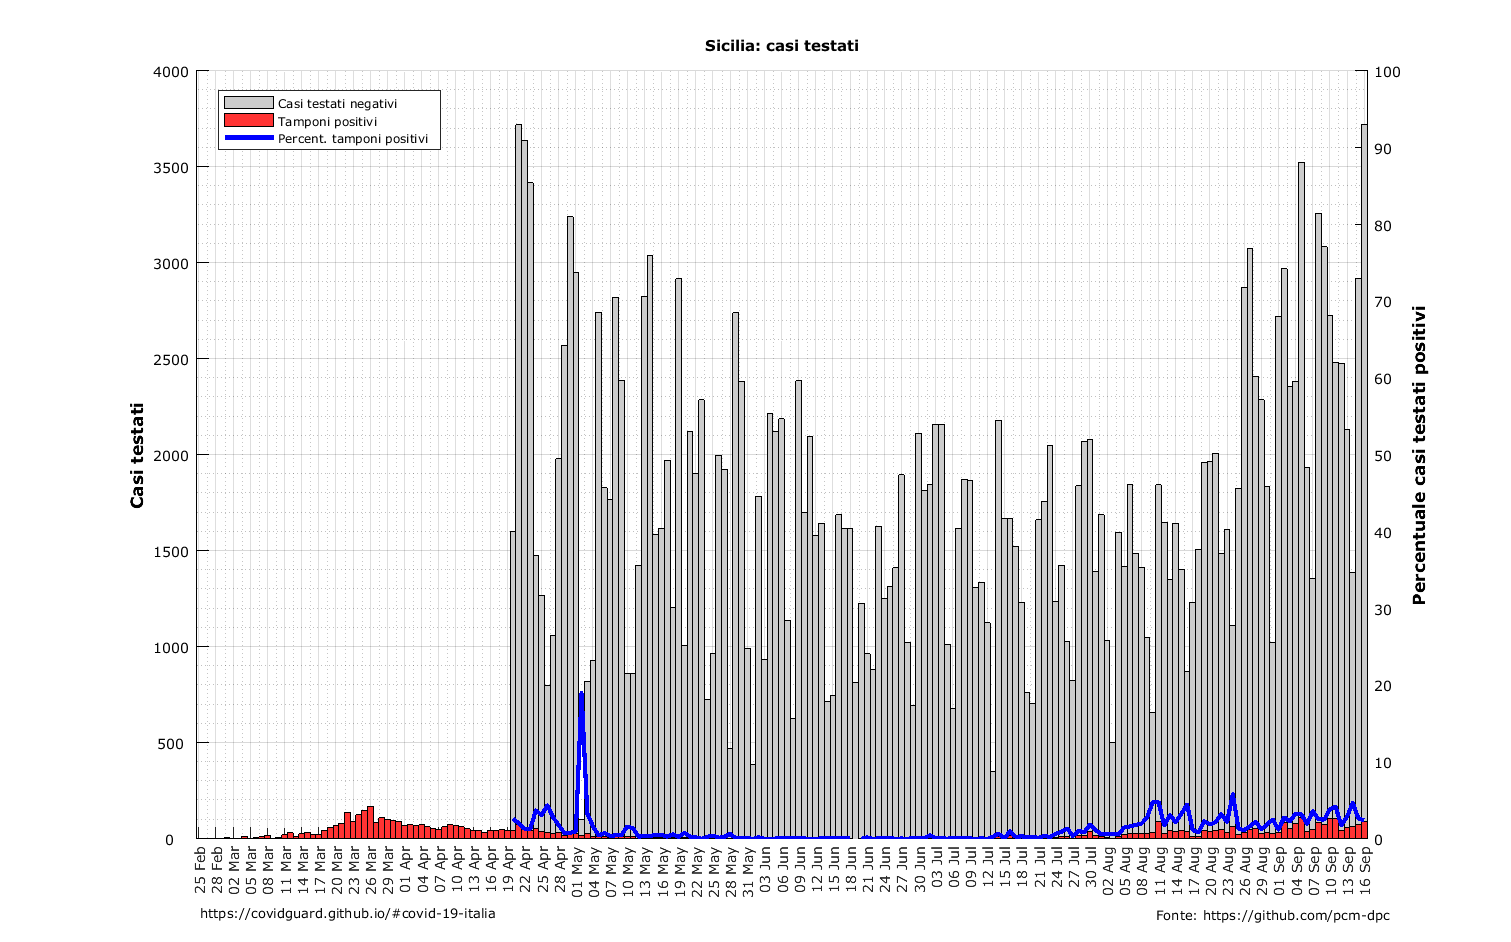 Sicilia: casi testati
Casi testati negativi
Tamponi positivi
Percent. tamponi positivi
Casi testati
4000
3500
3000
2500
2000
1500
1000
500
0
Percentuale casi testati positivi
100
90
80
70
60
50
40
30
20
10
0
25 Feb
28 Feb
02 Mar
05 Mar
08 Mar
11 Mar
14 Mar
17 Mar
20 Mar
23 Mar
26 Mar
29 Mar
01 Apr
04 Apr
07 Apr
10 Apr
13 Apr
16 Apr
19 Apr
22 Apr
25 Apr
28 Apr
01 May
04 May
07 May
10 May
13 May
16 May
19 May
22 May
25 May
28 May
31 May
03 Jun
06 Jun
09 Jun
12 Jun
15 Jun
18 Jun
21 Jun
24 Jun
27 Jun
30 Jun
03 Jul
06 Jul
09 Jul
12 Jul
15 Jul
18 Jul
21 Jul
24 Jul
27 Jul
30 Jul
02 Aug
05 Aug
08 Aug
11 Aug
14 Aug
17 Aug
20 Aug
23 Aug
26 Aug
29 Aug
01 Sep
04 Sep
07 Sep
10 Sep
13 Sep
16 Sep
https://covidguard.github.io/#covid-19-italia
Fonte: https://github.com/pcm-dpc